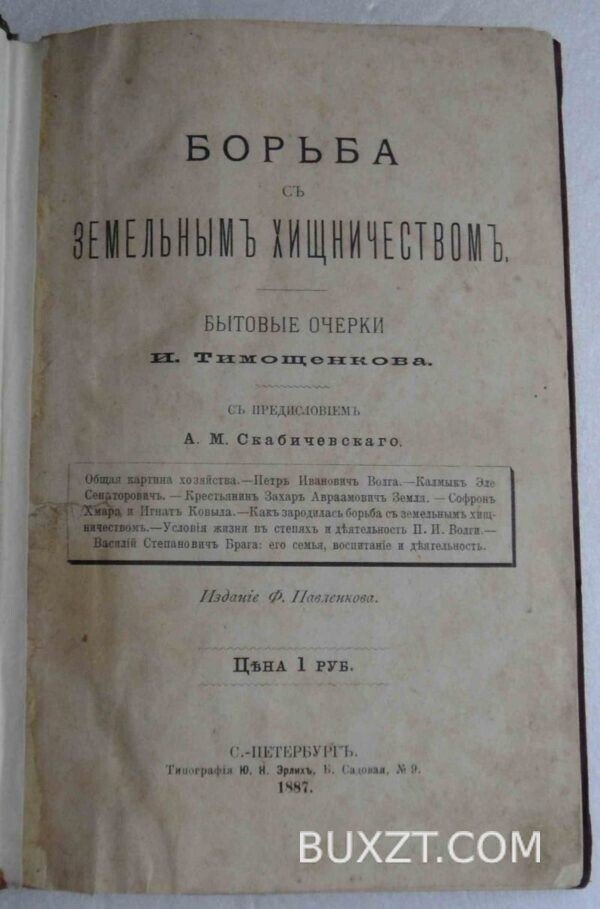 БОРЬБА
СЪ
ЗЕМЕЛЬНЫМЪ ХИЩНИЧЕСТВОМЪ.
БЫТОВЫЕ ОЧЕРКИ
И. Тимощенкова.
СЪ ПРЕДИСЛОВІЕМЪ
А. М. Скабичевскаго.
Общая картина хозяйства.—Петръ Ивановичъ Волга.—Калмыкъ Эле
Сенаторовичъ. — Крестьянинъ Захаръ Авраамовичъ Земля. — Софронъ
Хмара и Игнатъ Ковыла.—Какъ зародилась борьба съ земельнымъ хищ-
ничествомъ.—Условія жизни въ степяхъ и дѣятельность П. И. Волги.—
Василій Степановичъ Брага: его семья, воспитаніе и дѣятельность.
Изданіе Ф. Павленкова.
Цѣна 1 руб.
С.-ПЕТЕРБУРГЪ.
Типографія Ю. Н. Эрлихъ, Б. Садовая, № 9.
1887.
BUXZT.COM